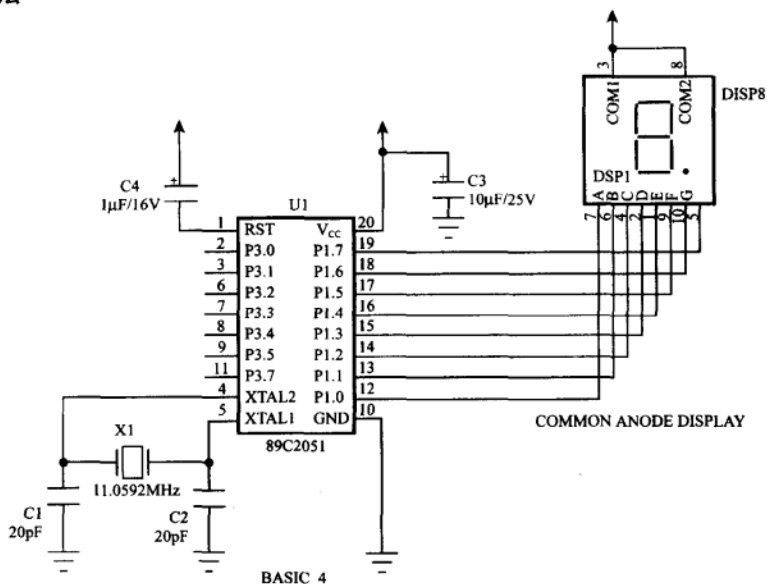 3
8
COM1
COM2
DISP8
DSP1
A
B
C
D
E
F
G
7
6
4
2
1
9
10
5
C4
1µF/16V
C3
10µF/25V
U1
1 RST VCC 20
2 P3.0 P1.7 19
3 P3.1 P1.6 18
6 P3.2 P1.5 17
7 P3.3 P1.4 16
8 P3.4 P1.3 15
9 P3.5 P1.2 14
11 P3.7 P1.1 13
4 XTAL2 P1.0 12
5 XTAL1 GND 10
89C2051
COMMON ANODE DISPLAY
X1
11.0592MHz
C1
20pF
C2
20pF
BASIC 4